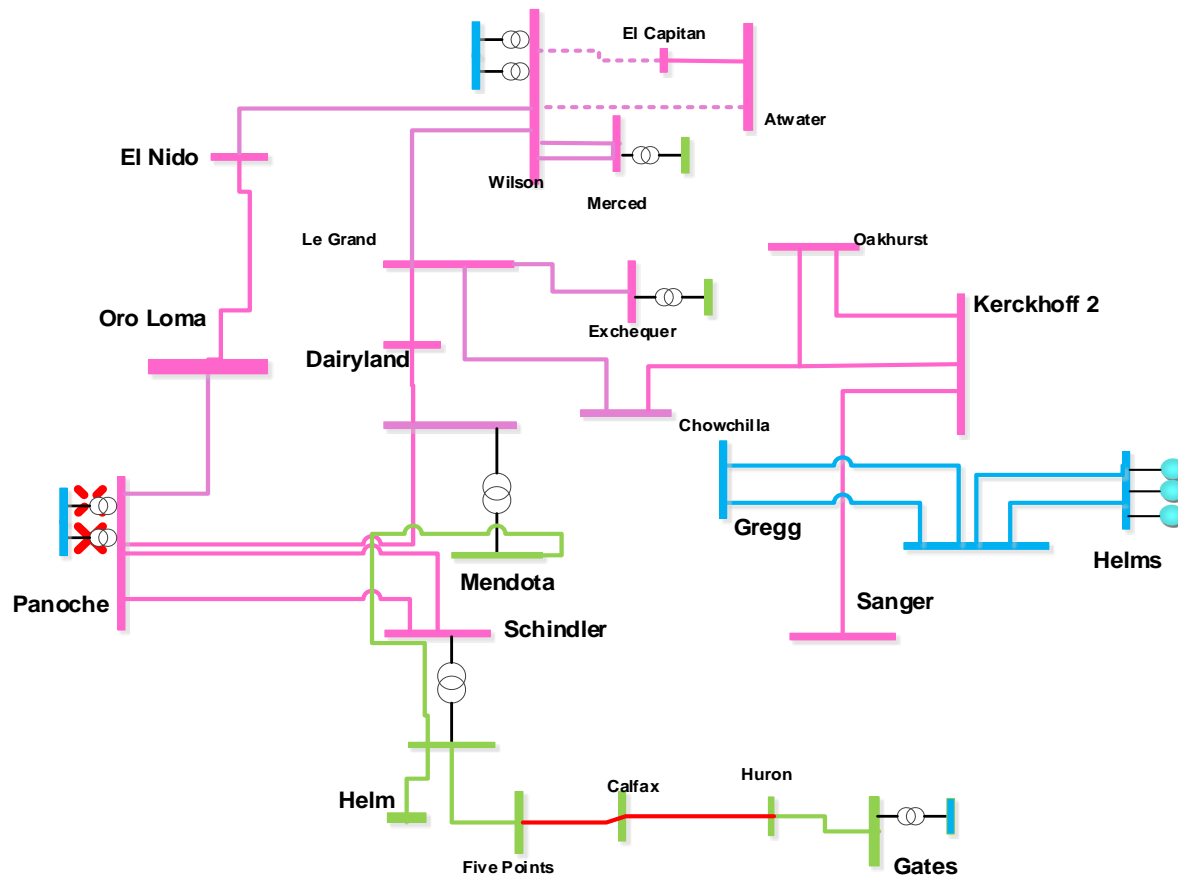 El Capitan
Atwater
El Nido
Wilson
Merced
Le Grand
Oakhurst
Exchequer
Kerckhoff 2
Oro Loma
Dairyland
Chowchilla
Gregg
Helms
Mendota
Panoche
Sanger
Schindler
Huron
Calfax
Helm
Five Points
Gates